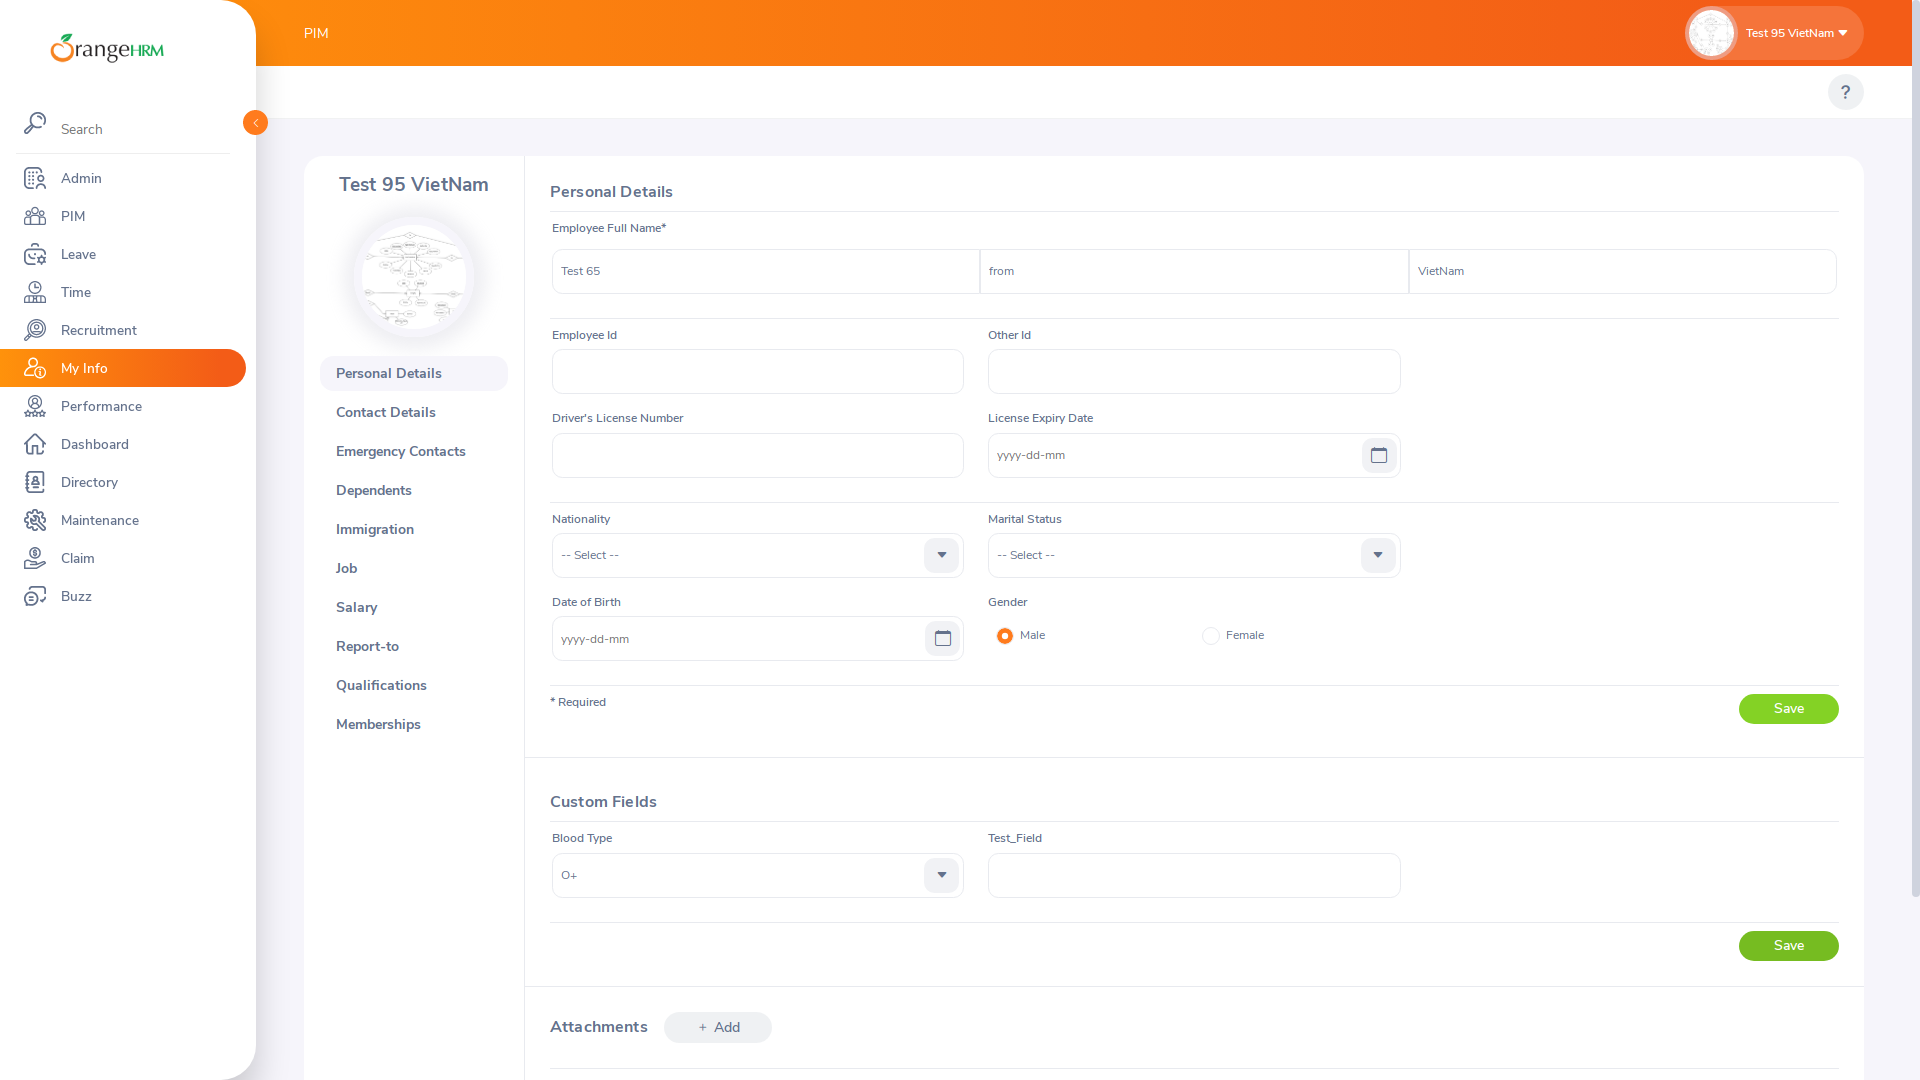 OrangeHRM
PIM
Test 95 VietNam
?
Search
Admin
PIM
Leave
Time
Recruitment
My Info
Performance
Dashboard
Directory
Maintenance
Claim
Buzz
Test 95 VietNam
Personal Details
Contact Details
Emergency Contacts
Dependents
Immigration
Job
Salary
Report-to
Qualifications
Memberships
Personal Details
Employee Full Name*
Test 65 from VietNam
Employee Id Other Id
Driver's License Number License Expiry Date
yyyy-dd-mm
Nationality Marital Status
-- Select -- -- Select --
Date of Birth Gender
yyyy-dd-mm Male Female
* Required Save
Custom Fields
Blood Type Test_Field
O+
Save
Attachments + Add